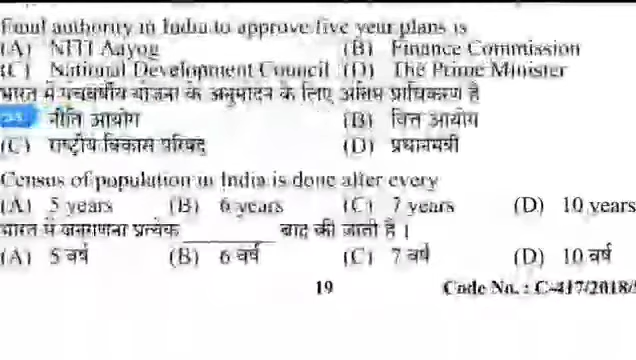 Final authority in India to approve five year plans is
(A) NITI Aayog (B) Finance Commission
(C) National Development Council (D) The Prime Minister
भारत में पंचवर्षीय योजना के अनुमोदन के लिए अंतिम प्राधिकरण है
नीति आयोग (B) वित्त आयोग
(C) राष्ट्रीय विकास परिषद (D) प्रधानमंत्री
Census of population in India is done after every
(A) 5 years (B) 6 years (C) 7 years (D) 10 years
भारत में जनगणना प्रत्येक ________ बाद की जाती है ।
(A) 5 वर्ष (B) 6 वर्ष (C) 7 वर्ष (D) 10 वर्ष
19 Code No. : C-417/2018/